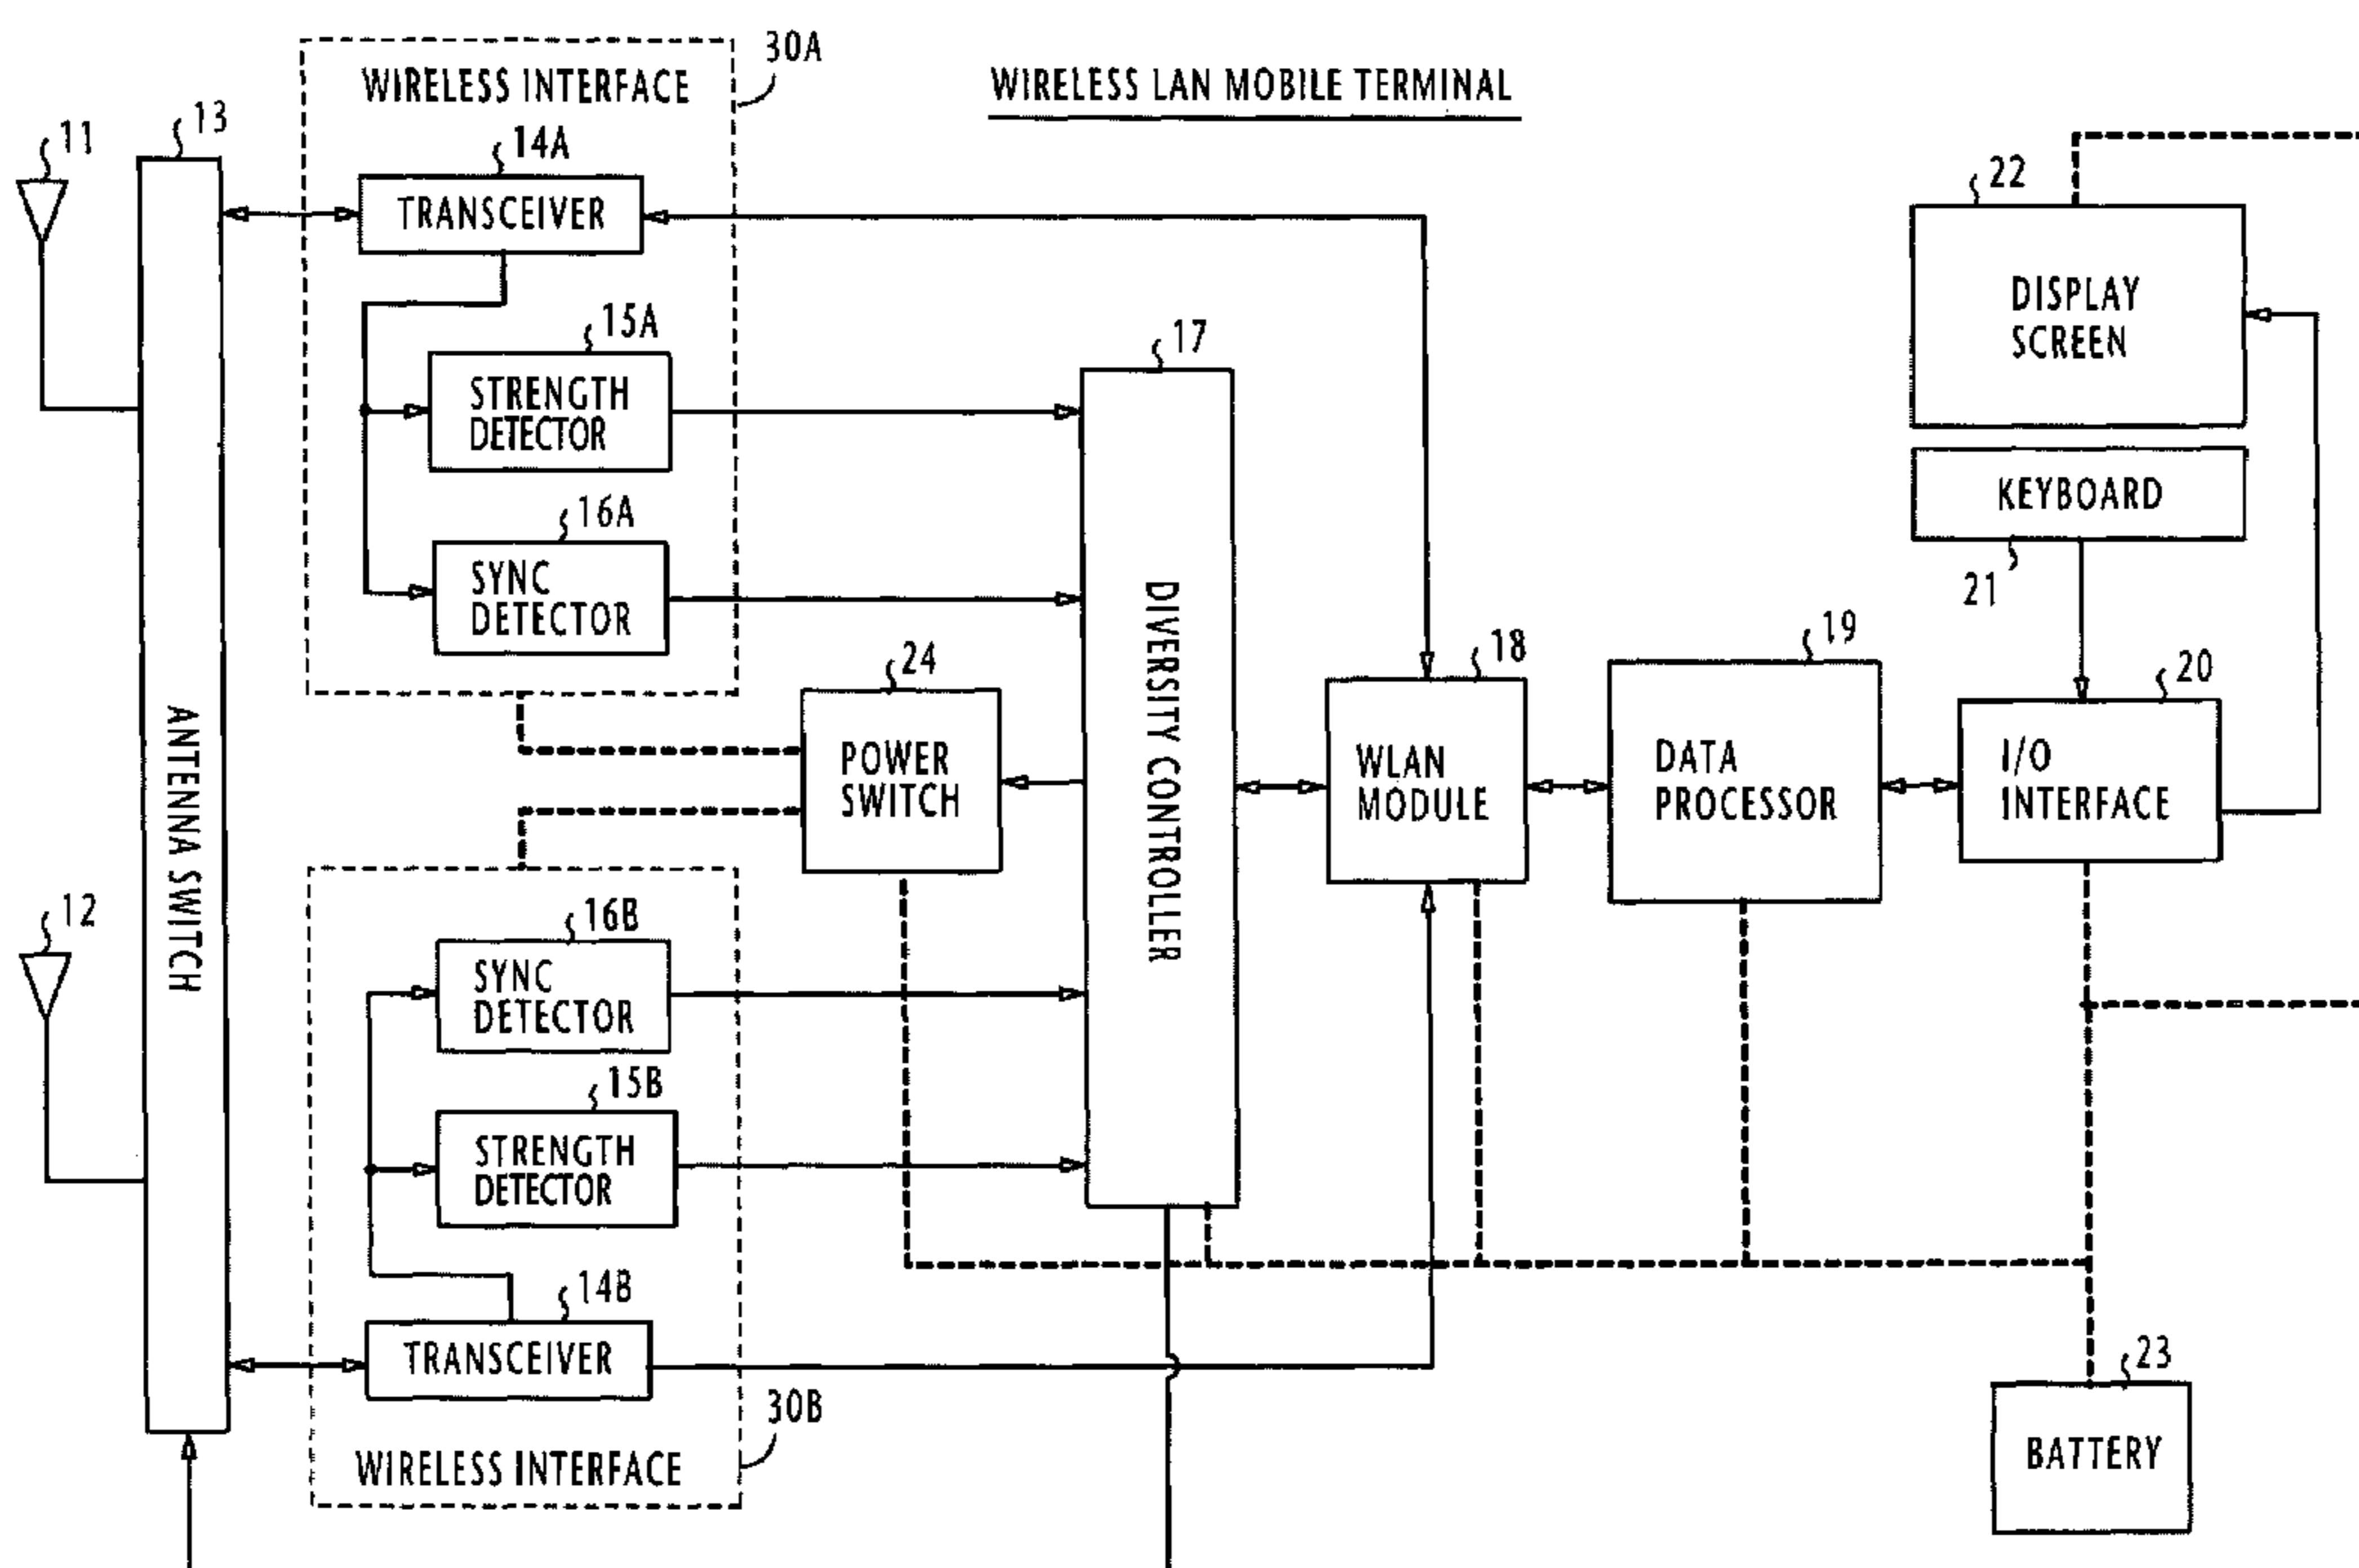 30A
WIRELESS INTERFACE
WIRELESS LAN MOBILE TERMINAL
11
13
14A
TRANSCEIVER
22
DISPLAY
SCREEN
15A
STRENGTH
DETECTOR
17
16A
SYNC
DETECTOR
KEYBOARD
21
DIVERSITY CONTROLLER
24
POWER
SWITCH
18
WLAN
MODULE
19
DATA
PROCESSOR
20
I/O
INTERFACE
ANTENNA SWITCH
12
16B
SYNC
DETECTOR
15B
STRENGTH
DETECTOR
14B
TRANSCEIVER
30B
WIRELESS INTERFACE
23
BATTERY